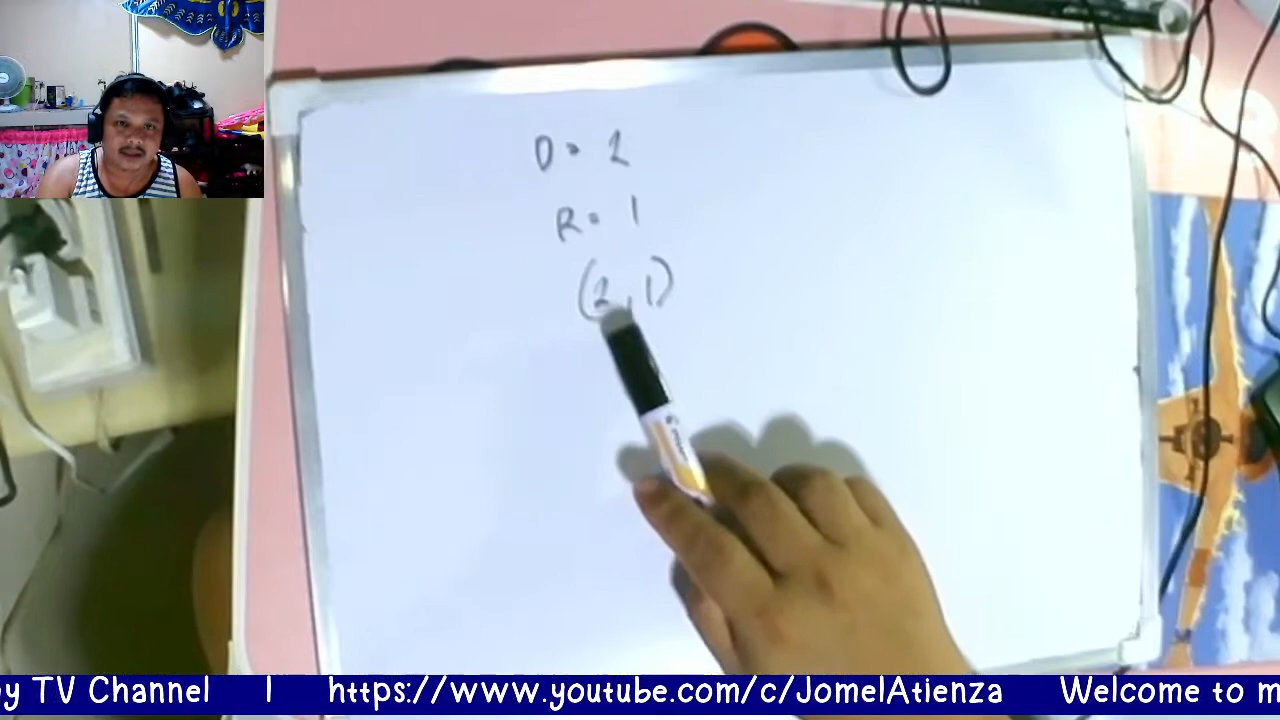 D = 2
R = 1
(2, 1)
y TV Channel | https://www.youtube.com/c/JomelAtienza Welcome to m